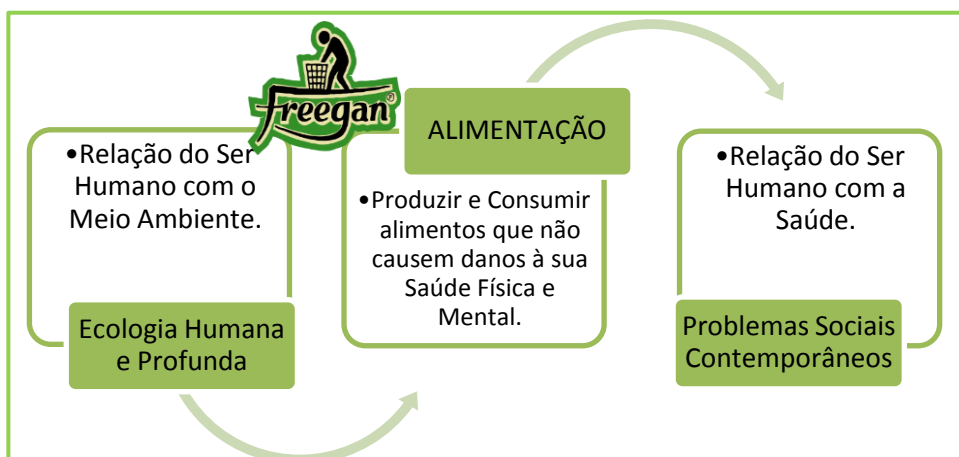 freegan®
•Relação do Ser
Humano com o
Meio Ambiente.
Ecologia Humana
e Profunda
ALIMENTAÇÃO
•Produzir e Consumir
alimentos que não
causem danos à sua
Saúde Física e
Mental.
•Relação do Ser
Humano com a
Saúde.
Problemas Sociais
Contemporâneos